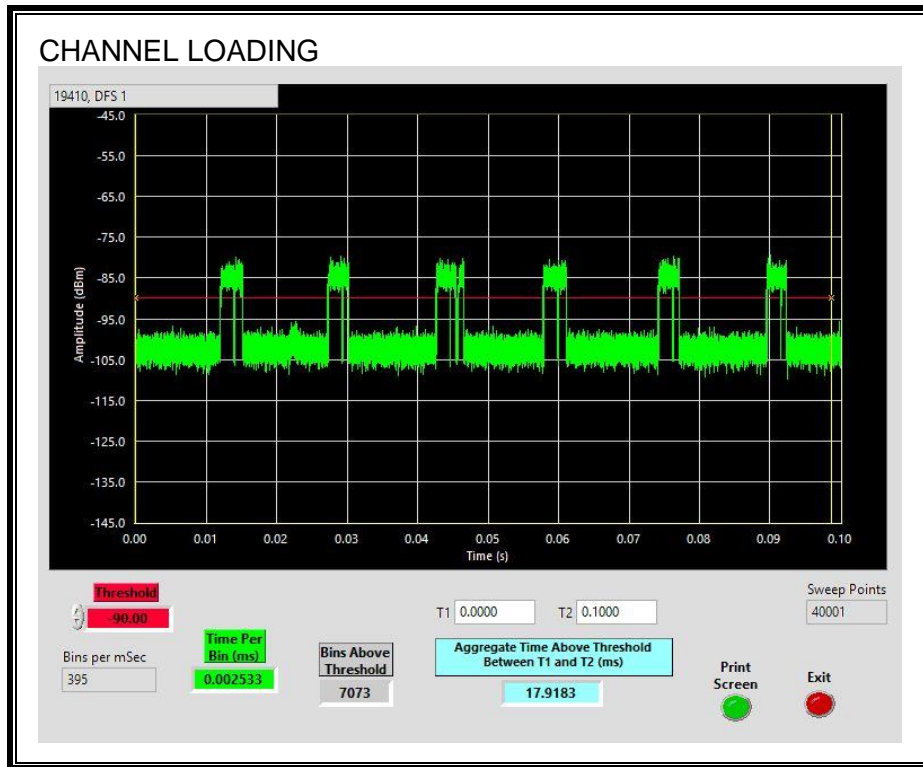 CHANNEL LOADING
19410, DFS 1
-45.0
-55.0
-65.0
-75.0
-85.0
-95.0
-105.0
-115.0
-125.0
-135.0
-145.0
Amplitude (dBm)
0.00 0.01 0.02 0.03 0.04 0.05 0.06 0.07 0.08 0.09 0.10
Time (s)
Threshold
-90.00
Bins per mSec
395
Time Per
Bin (ms)
0.002533
Bins Above
Threshold
7073
T1 0.0000 T2 0.1000
Aggregate Time Above Threshold
Between T1 and T2 (ms)
17.9183
Sweep Points
40001
Print
Screen
Exit